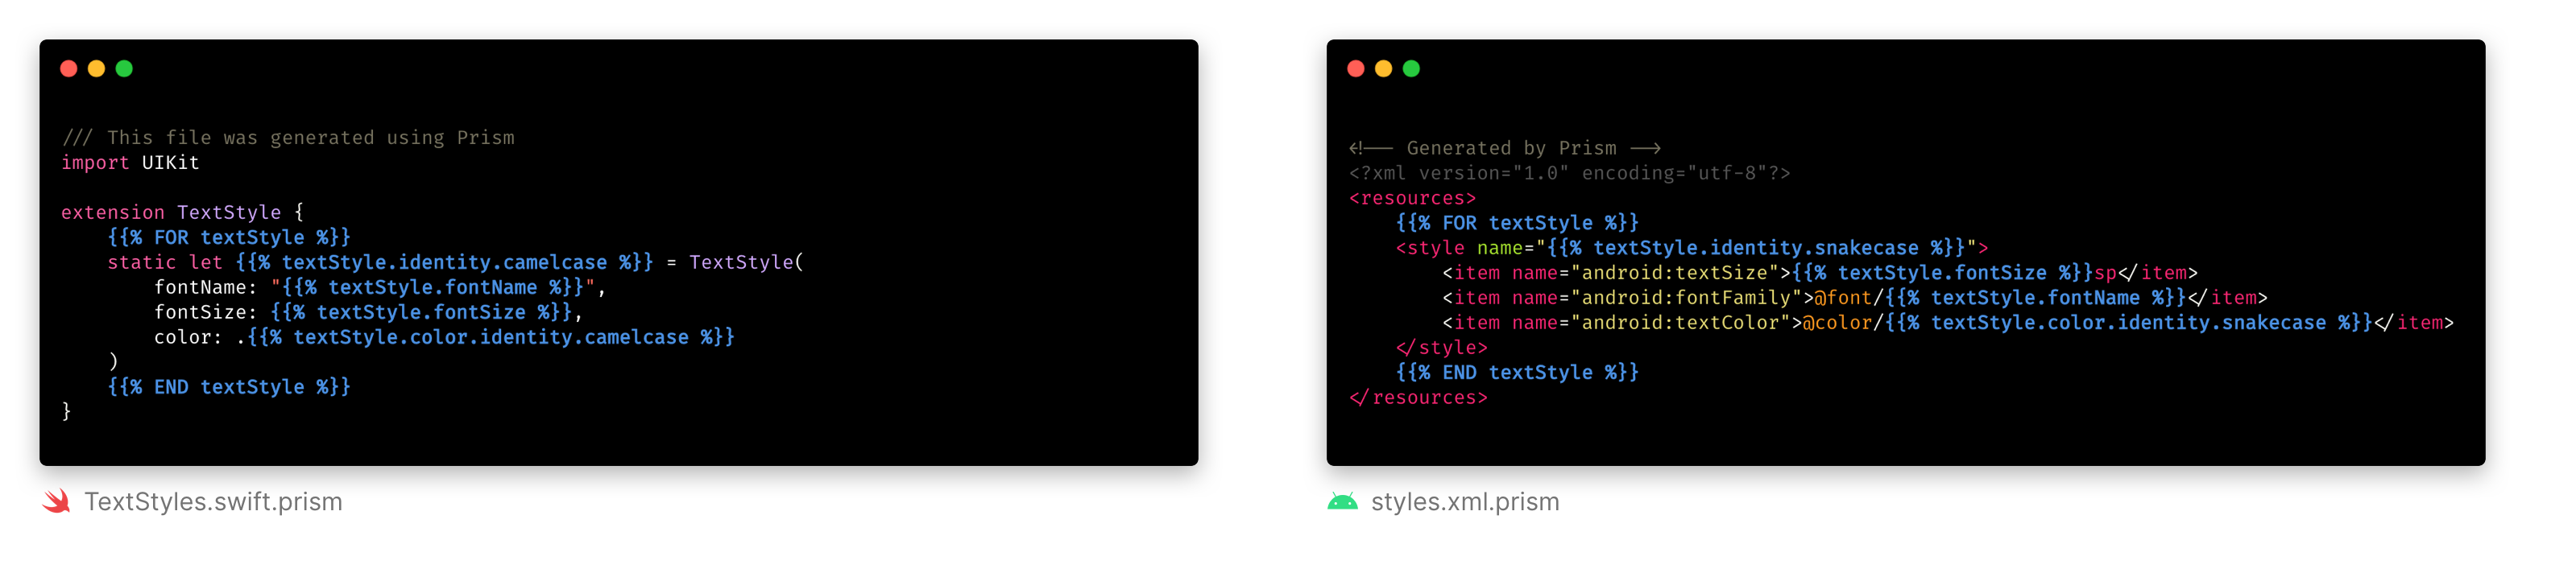 /// This file was generated using Prism
import UIKit

extension TextStyle {
    {{% FOR textStyle %}}
    static let {{% textStyle.identity.camelcase %}} = TextStyle(
        fontName: "{{% textStyle.fontName %}}",
        fontSize: {{% textStyle.fontSize %}},
        color: .{{% textStyle.color.identity.camelcase %}}
    )
    {{% END textStyle %}}
}
TextStyles.swift.prism
<!-- Generated by Prism -->
<?xml version="1.0" encoding="utf-8"?>
<resources>
    {{% FOR textStyle %}}
    <style name="{{% textStyle.identity.snakecase %}}">
        <item name="android:textSize">{{% textStyle.fontSize %}}sp</item>
        <item name="android:fontFamily">@font/{{% textStyle.fontName %}}</item>
        <item name="android:textColor">@color/{{% textStyle.color.identity.snakecase %}}</item>
    </style>
    {{% END textStyle %}}
</resources>
styles.xml.prism